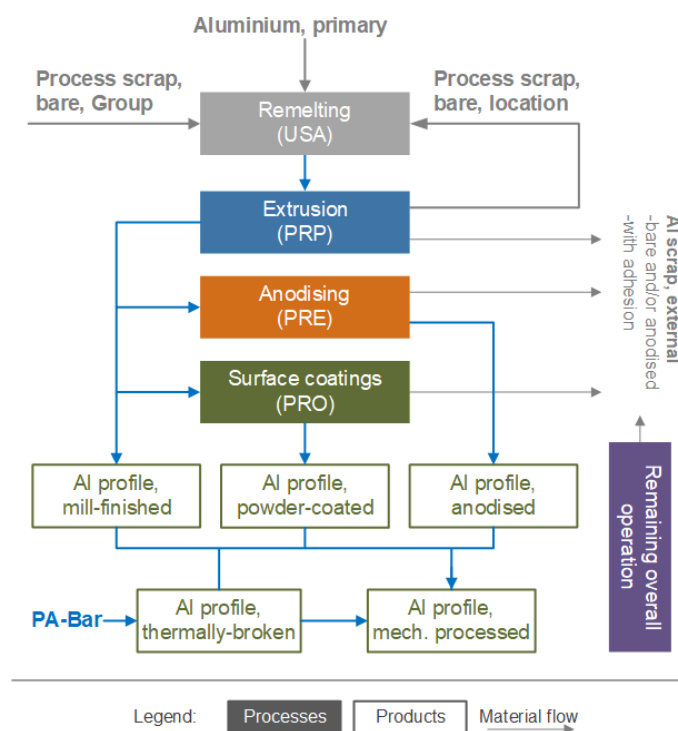 Aluminium, primary
Process scrap,
bare, Group
Process scrap,
bare, location
Remelting
(USA)
Extrusion
(PRP)
Anodising
(PRE)
Surface coatings
(PRO)
Al scrap, external
-bare and/or anodised
-with adhesion
Al profile,
mill-finished
Al profile,
powder-coated
Al profile,
anodised
Remaining overall
operation
PA-Bar
Al profile,
thermally-broken
Al profile,
mech. processed
Legend:
Processes
Products
Material flow